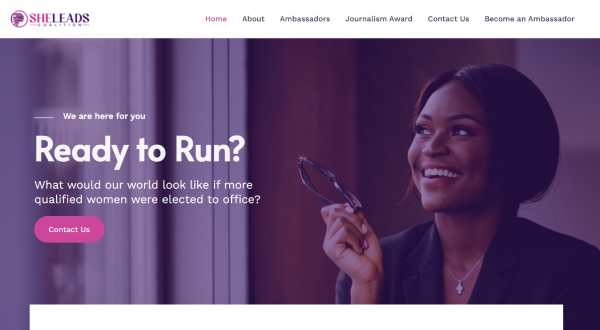 SHELEADS
COALITION
Home
About
Ambassadors
Journalism Award
Contact Us
Become an Ambassador
We are here for you
Ready to Run?
What would our world look like if more
qualified women were elected to office?
Contact Us